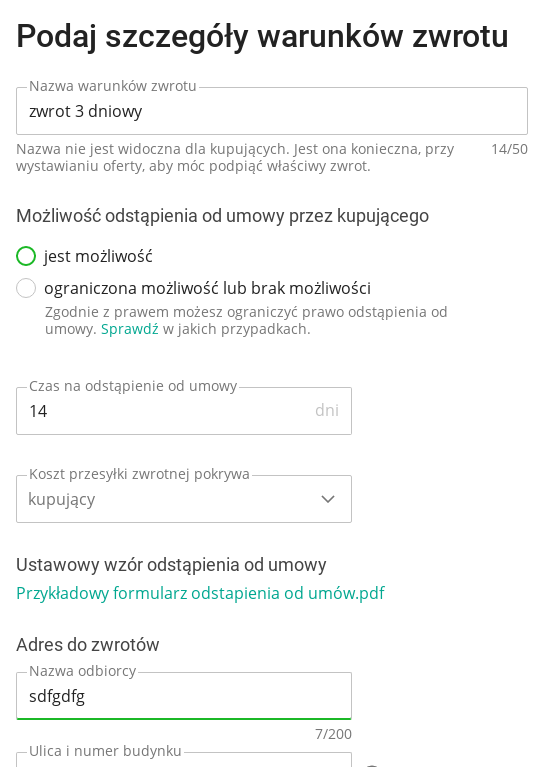 Podaj szczegóły warunków zwrotu
Nazwa warunków zwrotu
zwrot 3 dniowy
Nazwa nie jest widoczna dla kupujących. Jest ona konieczna, przy 14/50
wystawianiu oferty, aby móc podpiąć właściwy zwrot.
Możliwość odstąpienia od umowy przez kupującego
jest możliwość
ograniczona możliwość lub brak możliwości
Zgodnie z prawem możesz ograniczyć prawo odstąpienia od
umowy. Sprawdź w jakich przypadkach.
Czas na odstąpienie od umowy
14 dni
Koszt przesyłki zwrotnej pokrywa
kupujący
Ustawowy wzór odstąpienia od umowy
Przykładowy formularz odstapienia od umów.pdf
Adres do zwrotów
Nazwa odbiorcy
sdfgdfg
7/200
Ulica i numer budynku